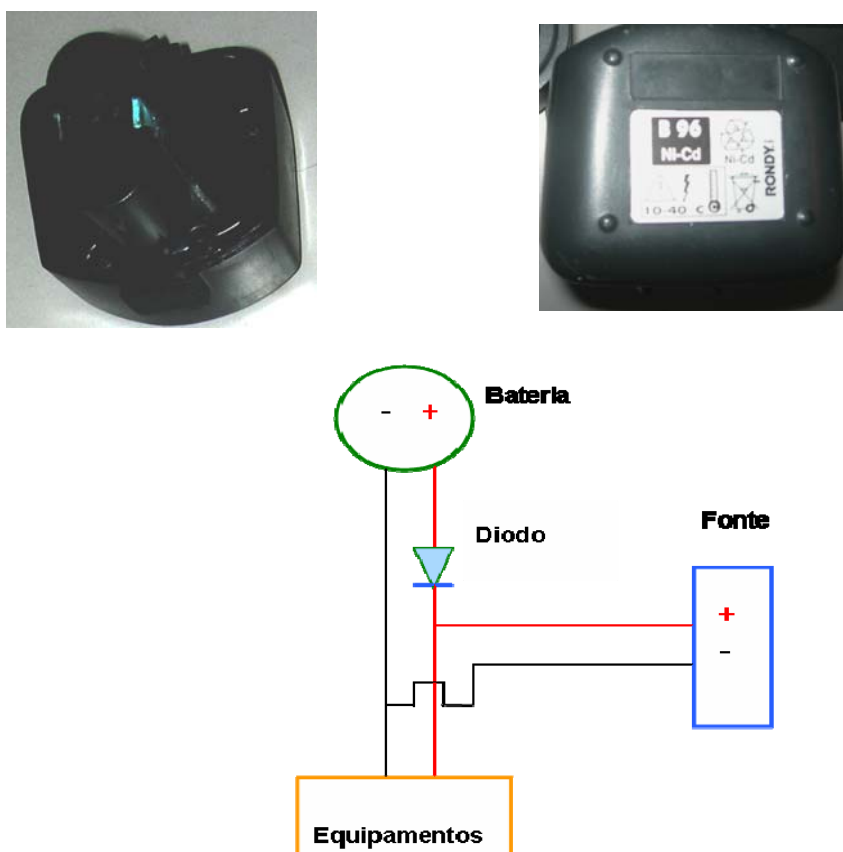 B 96
Ni-Cd
Ni-Cd
RONDY
10-40 C
Bateria
- +
Diodo
Fonte
+
-
Equipamentos